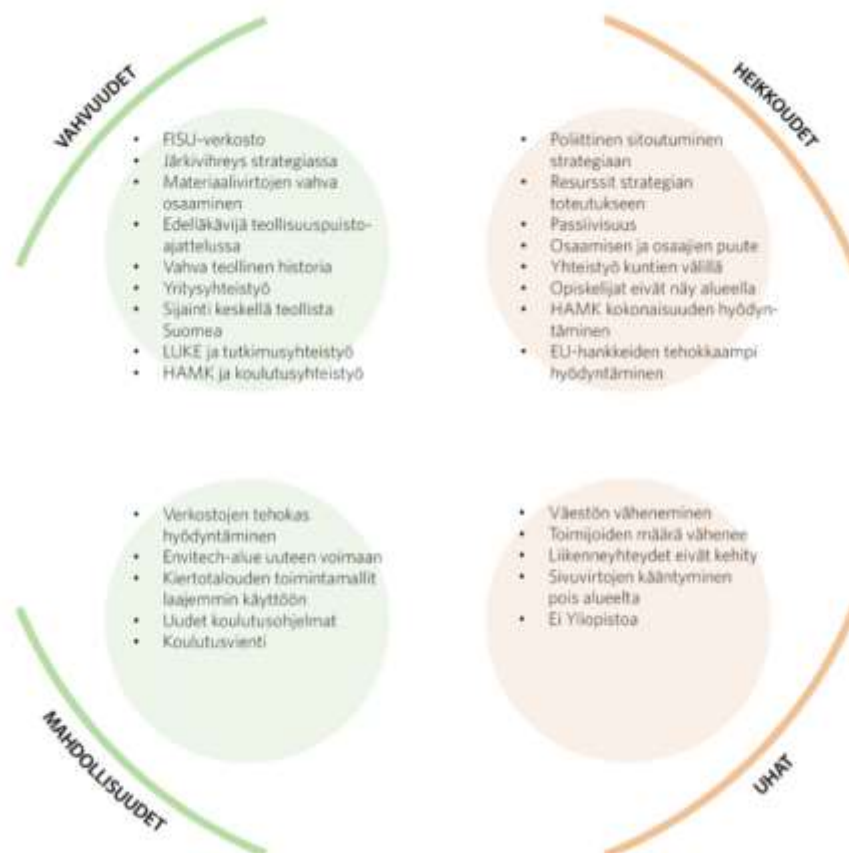 VAHVUUDET
• FISU-verkosto
• Järkivihreys strategiassa
• Materiaalivirtojen vahva
osaaminen
• Edelläkävijä teollisuuspuisto-
ajattelussa
• Vahva teollinen historia
• Yritysyhteistyö
• Sijainti keskellä teollista
Suomea
• LUKE ja tutkimusyhteistyö
• HAMK ja koulutusyhteistyö
HEIKKOUDET
• Poliittinen sitoutuminen
strategiaan
• Resurssit strategian
toteutukseen
• Passiivisuus
• Osaamisen ja osaajien puute
• Yhteistyö kuntien välillä
• Opiskelijat eivät näy alueella
• HAMK kokonaisuuden hyödyn-
täminen
• EU-hankkeiden tehokkaampi
hyödyntäminen
MAHDOLLISUUDET
• Verkostojen tehokas
hyödyntäminen
• Envitech-alue uuteen voimaan
• Kiertotalouden toimintamallit
laajemmin käyttöön
• Uudet koulutusohjelmat
• Koulutusvienti
UHAT
• Väestön väheneminen
• Toimijoiden määrä vähenee
• Liikenneyhteydet eivät kehity
• Sivuvirtojen kääntyminen
pois alueelta
• Ei Yliopistoa